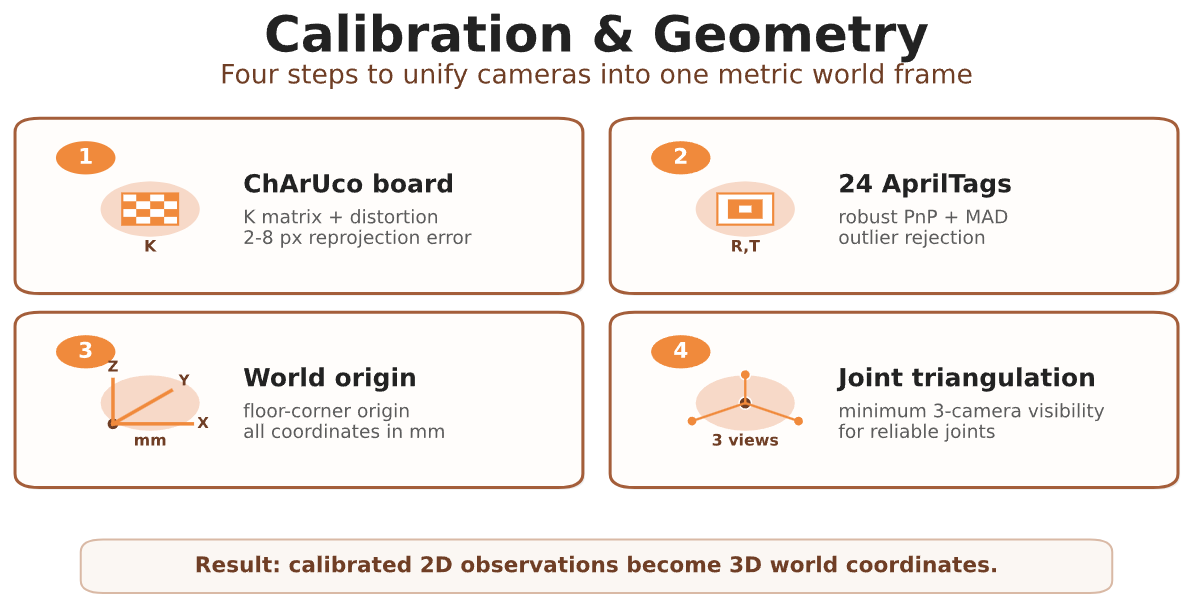 Calibration & Geometry
Four steps to unify cameras into one metric world frame
1
ChArUco board
K matrix + distortion
2-8 px reprojection error
K
2
24 AprilTags
robust PnP + MAD
outlier rejection
R,T
3
Z
Y
X
mm
World origin
floor-corner origin
all coordinates in mm
4
Joint triangulation
minimum 3-camera visibility
for reliable joints
3 views
Result: calibrated 2D observations become 3D world coordinates.